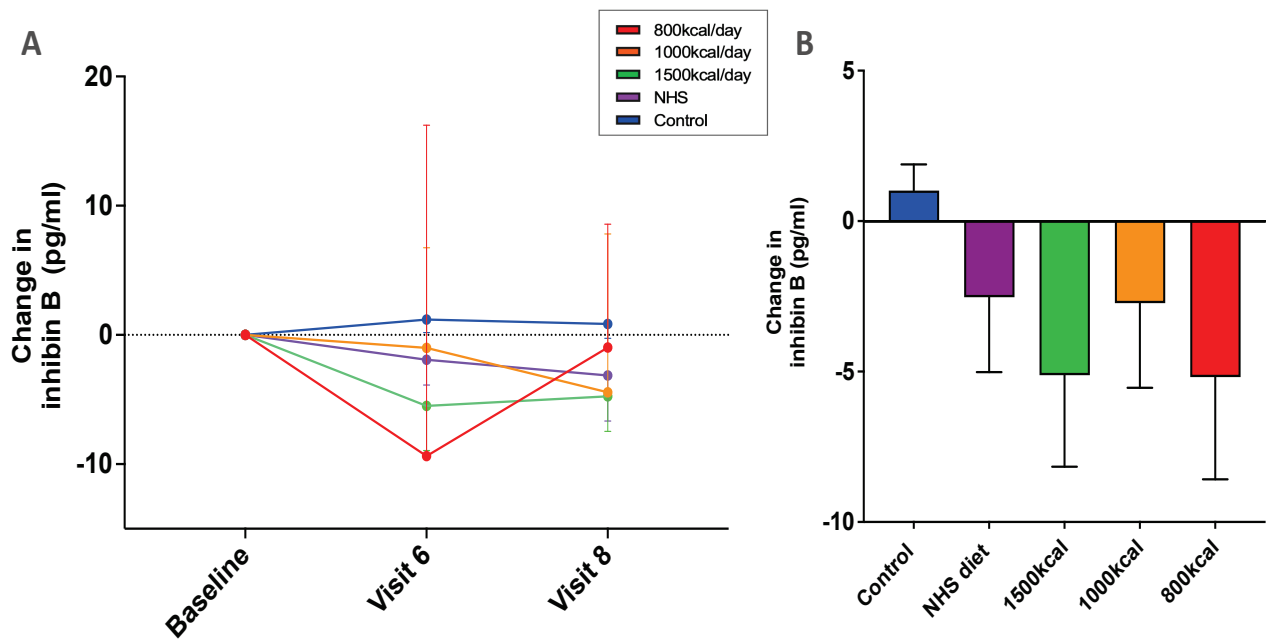 A
800kcal/day
1000kcal/day
1500kcal/day
NHS
Control
Change in
inhibin B (pg/ml)
20
10
0
-10
Baseline
Visit 6
Visit 8
B
Change in
inhibin B (pg/ml)
5
0
-5
-10
Control
NHS diet
1500kcal
1000kcal
800kcal